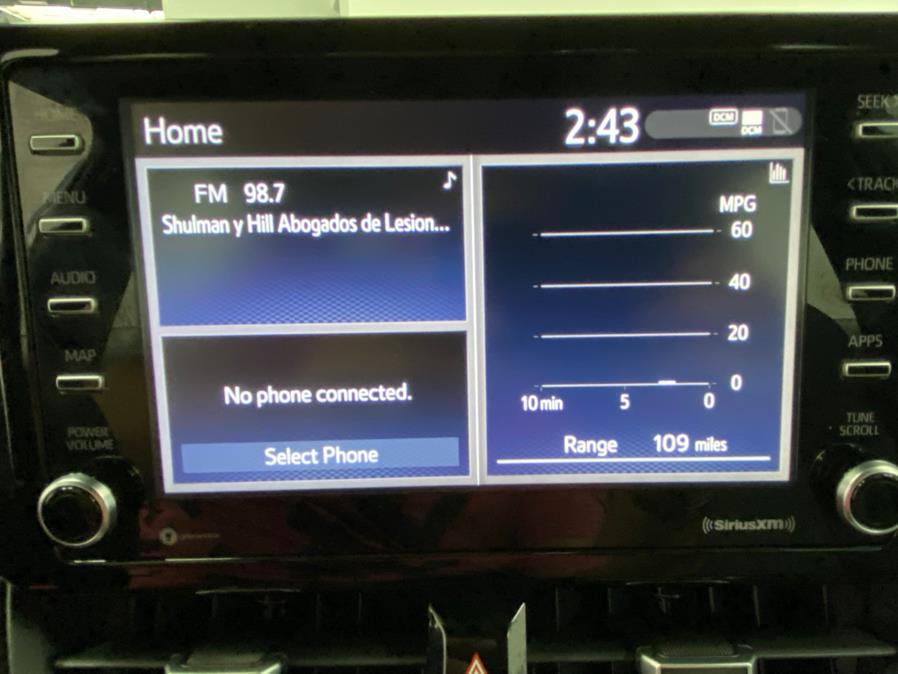 Home
2:43
DCM
DCM
HOME
MENU
AUDIO
MAP
POWER
VOLUME
FM 98.7
Shulman y Hill Abogados de Lesion...
No phone connected.
Select Phone
MPG
60
40
20
0
10 min 5 0
Range 109 miles
SEEK >
< TRACK
PHONE
APPS
TUNE
SCROLL
((SiriusXM))